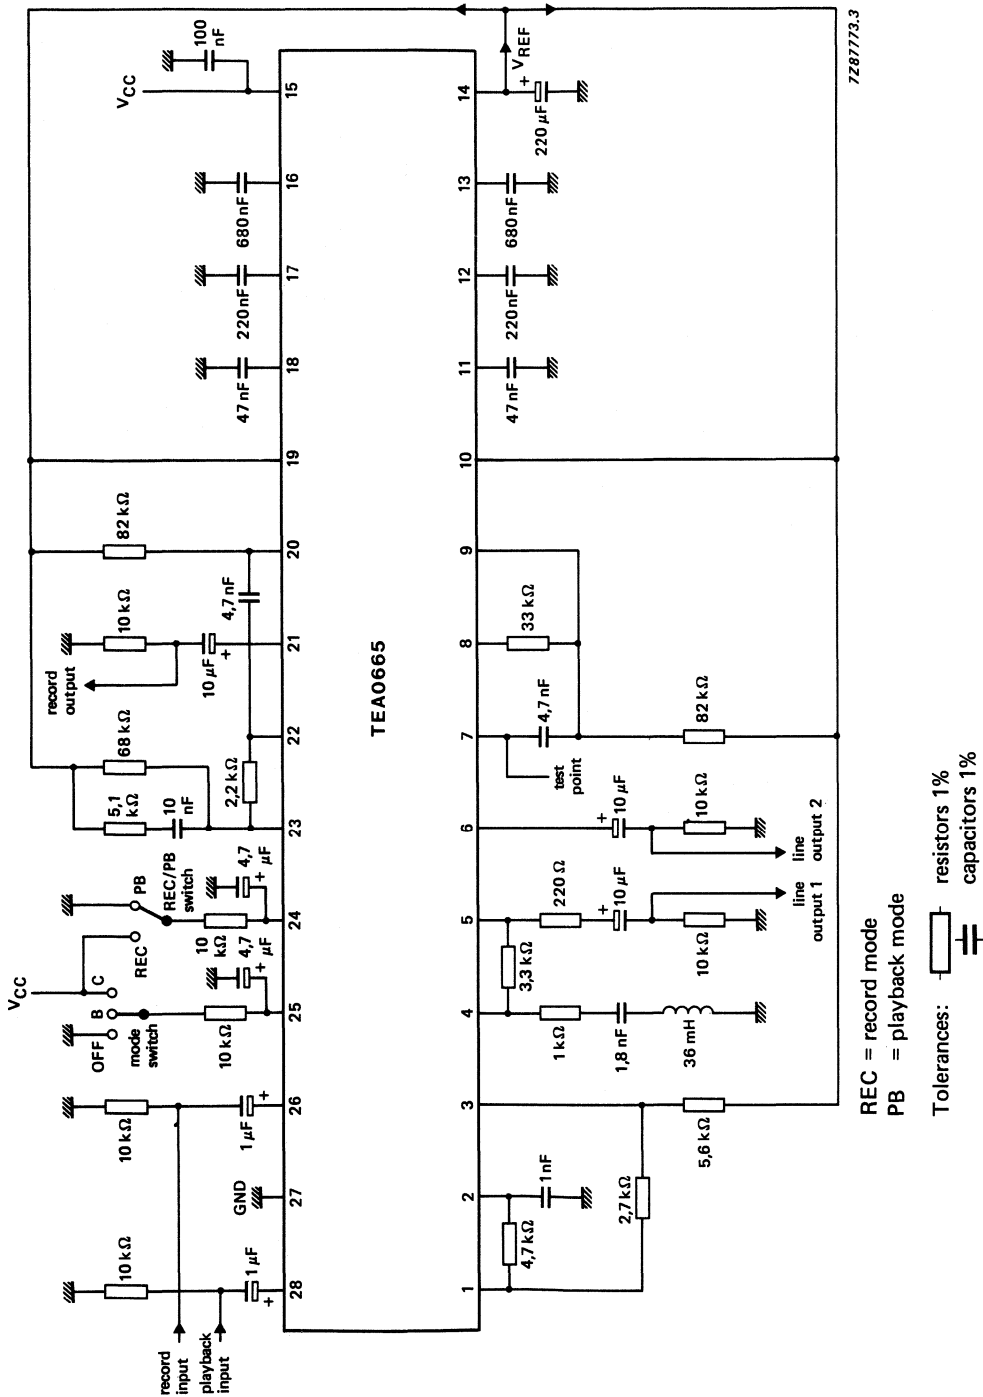 7Z87773.3
VCC
100
nF
VREF
+
220 µF
15
16
17
18
19
20
21
22
23
24
25
26
27
28
14
13
12
11
10
9
8
7
6
5
4
3
2
1
TEA0665
680nF
220nF
47nF
680nF
220nF
47nF
82 kΩ
4,7 nF
10 kΩ
10 µF
+
record
output
68 kΩ
5,1
kΩ
10
nF
2,2 kΩ
REC/PB
switch
PB
REC
10
kΩ
4,7
µF
+
VCC
C
B
OFF
mode
switch
10 kΩ
4,7
µF
+
10 kΩ
1 µF
+
GND
10 kΩ
1 µF
+
record
input
playback
input
33 kΩ
4,7 nF
test
point
82 kΩ
+
10 µF
10 kΩ
line
output 2
220 Ω
+
10 µF
10 kΩ
line
output 1
3,3 kΩ
1 kΩ
1,8 nF
36 mH
5,6 kΩ
2,7 kΩ
1 nF
4,7 kΩ
REC = record mode
PB = playback mode
Tolerances: resistors 1%
capacitors 1%